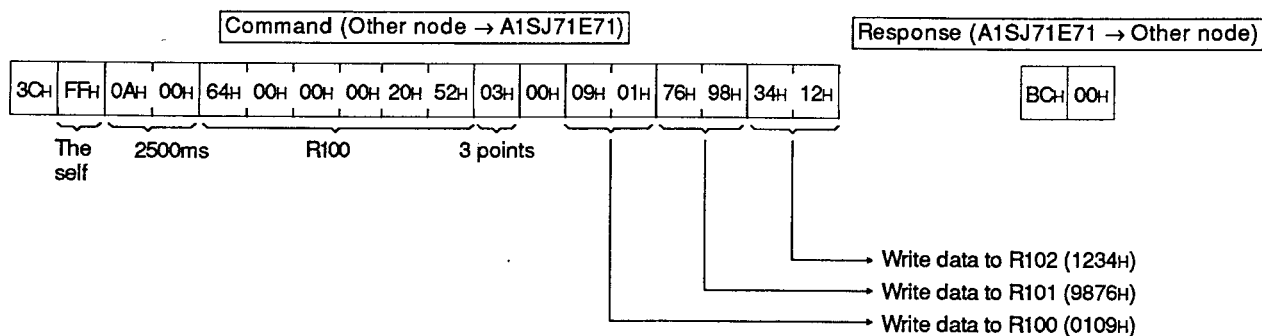 Command (Other node → A1SJ71E71)
Response (A1SJ71E71 → Other node)
3CH FFH 0AH 00H 64H 00H 00H 00H 20H 52H 03H 00H 09H 01H 76H 98H 34H 12H
BCH 00H
The self
2500ms
R100
3 points
Write data to R102 (1234H)
Write data to R101 (9876H)
Write data to R100 (0109H)